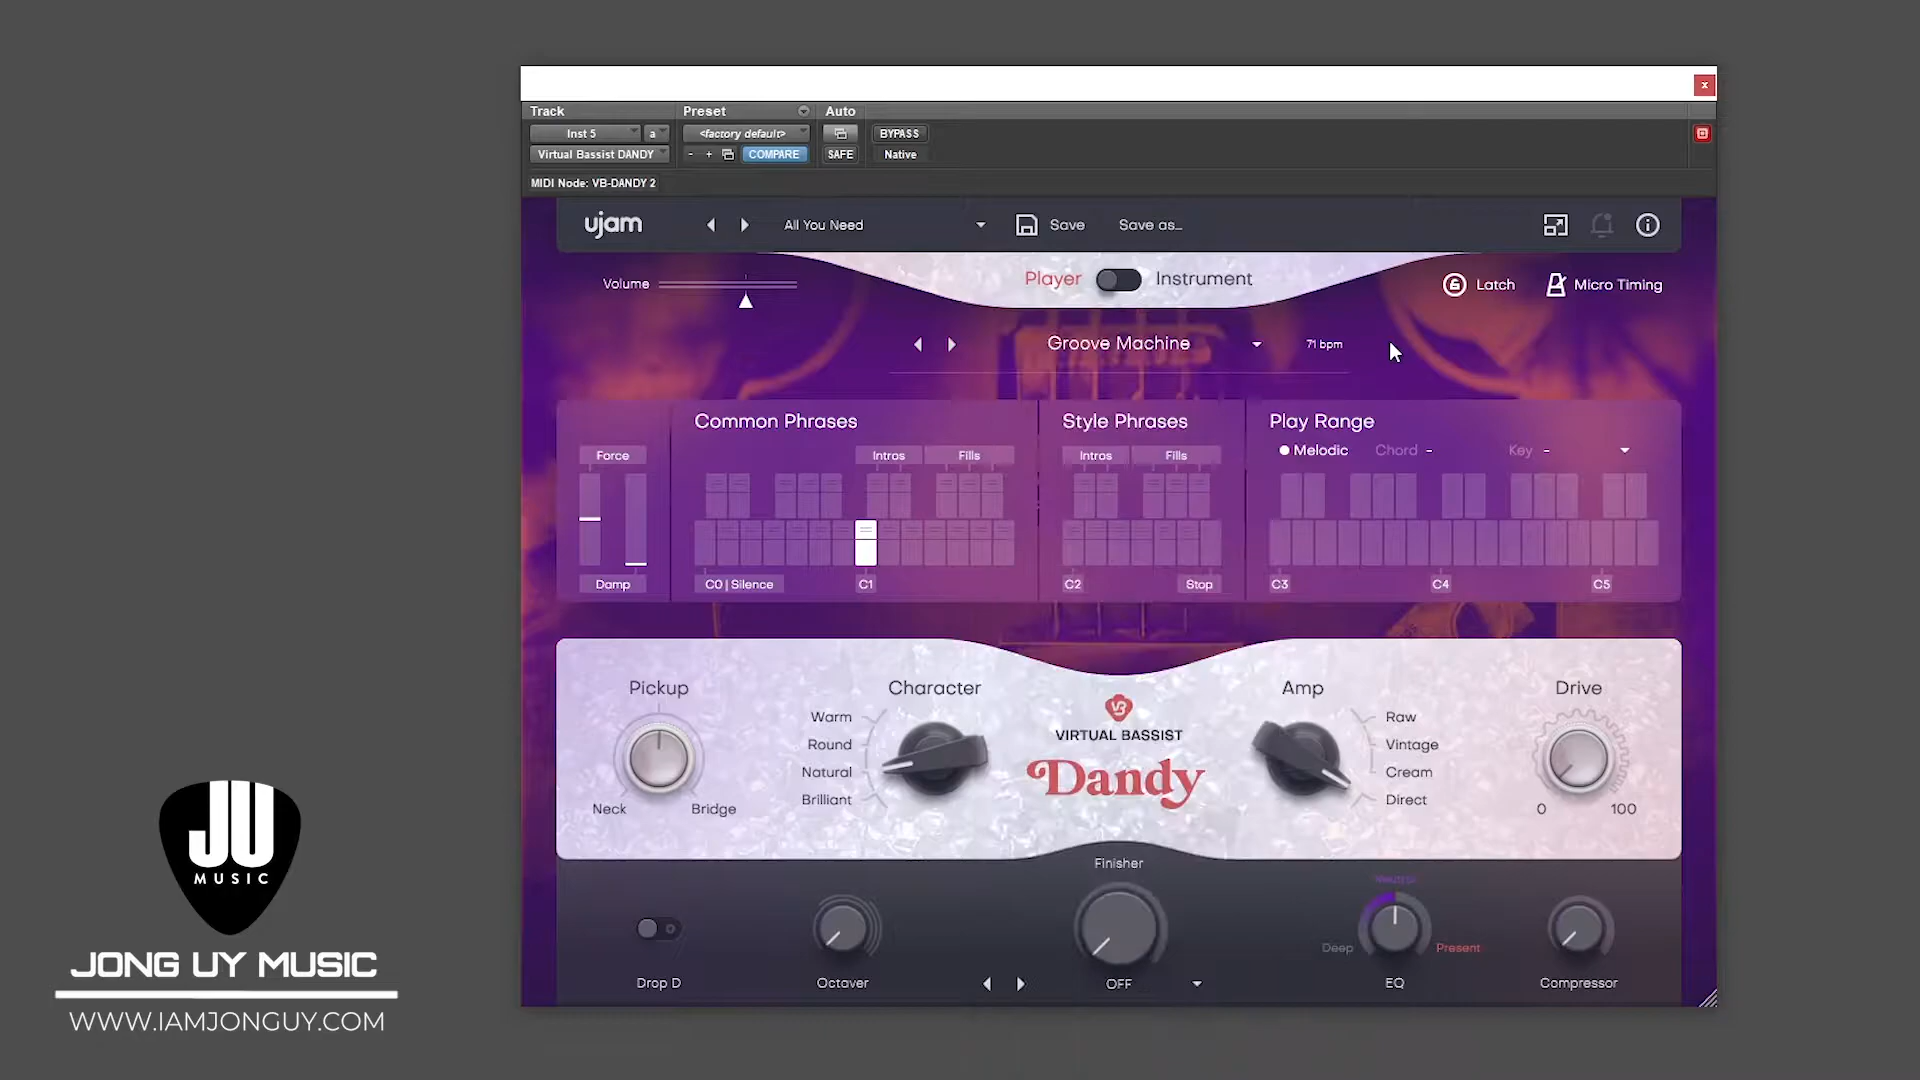 Track
Preset
Auto
Inst 5
a
<factory default>
BYPASS
Virtual Bassist DANDY
- +
COMPARE
SAFE
Native
MIDI Node: VB-DANDY 2
ujam
All You Need
Save
Save as...
Volume
Player
Instrument
Latch
Micro Timing
Groove Machine
71 bpm
Common Phrases
Style Phrases
Play Range
Melodic
Chord -
Key -
Force
Intros
Fills
Intros
Fills
Damp
C0 | Silence
C1
C2
Stop
C3
C4
C5
Pickup
Neck
Bridge
Character
Warm
Round
Natural
Brilliant
VB
VIRTUAL BASSIST
Dandy
Amp
Raw
Vintage
Cream
Direct
Drive
0
100
Finisher
OFF
Drop D
Octaver
Neutral
Deep
Present
EQ
Compressor
JU
MUSIC
JONG UY MUSIC
WWW.IAMJONGUY.COM